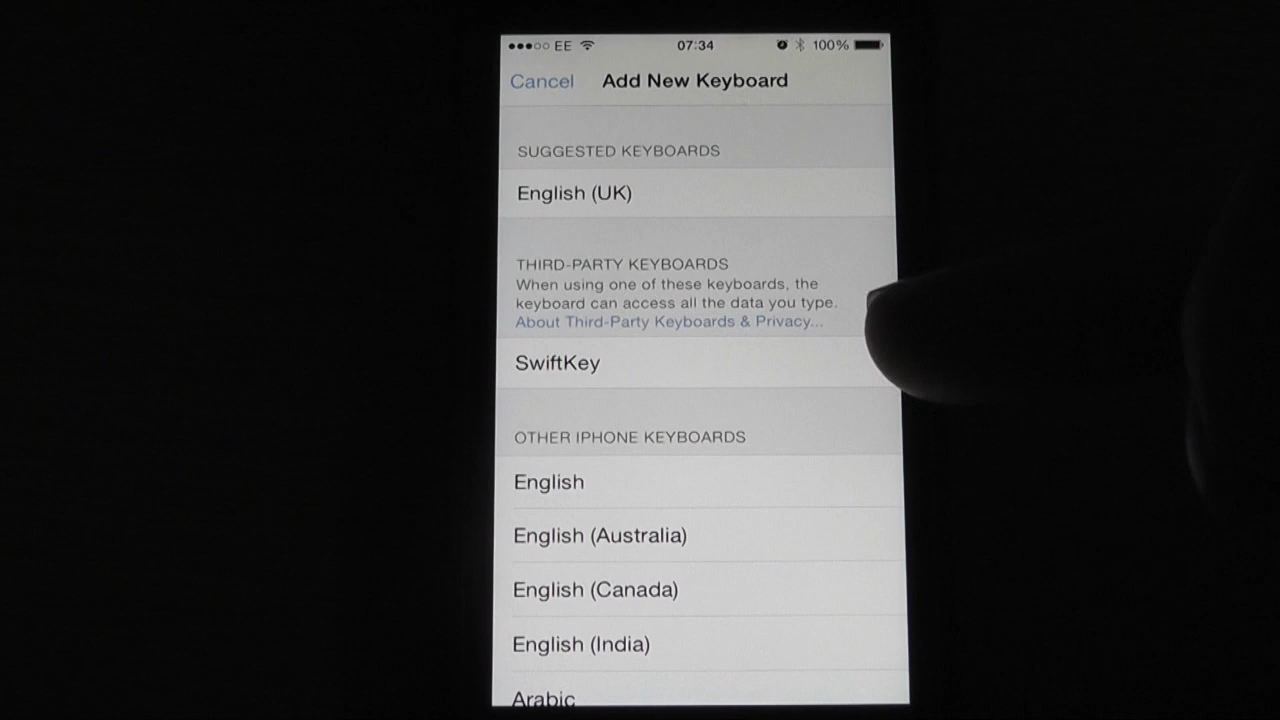 EE 07:34 100%
Cancel Add New Keyboard
SUGGESTED KEYBOARDS
English (UK)
THIRD-PARTY KEYBOARDS
When using one of these keyboards, the
keyboard can access all the data you type.
About Third-Party Keyboards & Privacy...
SwiftKey
OTHER IPHONE KEYBOARDS
English
English (Australia)
English (Canada)
English (India)
Arabic